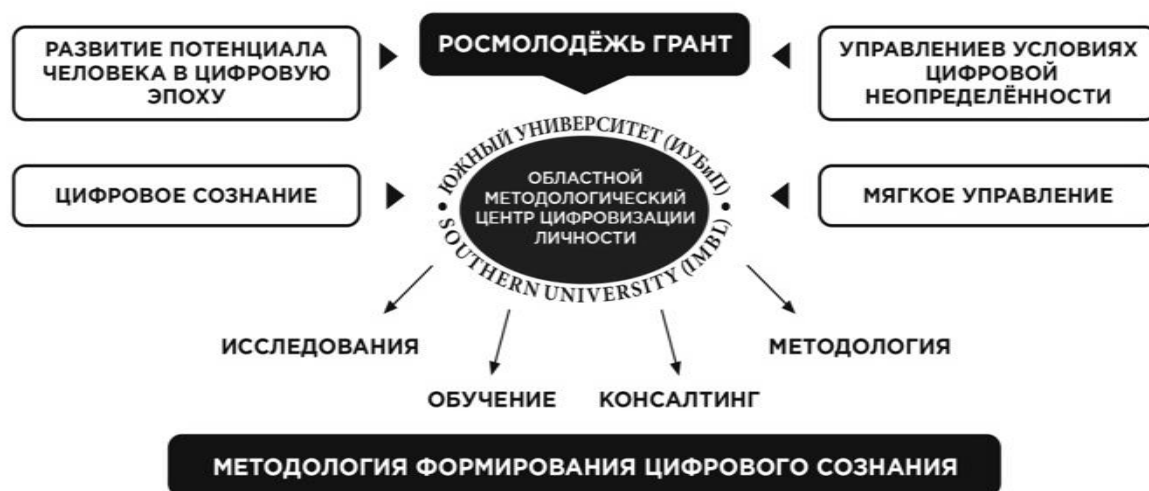 РАЗВИТИЕ ПОТЕНЦИАЛА
ЧЕЛОВЕКА В ЦИФРОВУЮ
ЭПОХУ
РОСМОЛОДЁЖЬ ГРАНТ
УПРАВЛЕНИЕВ УСЛОВИЯХ
ЦИФРОВОЙ
НЕОПРЕДЕЛЁННОСТИ
ЦИФРОВОЕ СОЗНАНИЕ
ЮЖНЫЙ УНИВЕРСИТЕТ (ИУБиП)
ОБЛАСТНОЙ
МЕТОДОЛОГИЧЕСКИЙ
ЦЕНТР ЦИФРОВИЗАЦИИ
ЛИЧНОСТИ
• SOUTHERN UNIVERSITY (IMBL) •
МЯГКОЕ УПРАВЛЕНИЕ
ИССЛЕДОВАНИЯ
МЕТОДОЛОГИЯ
ОБУЧЕНИЕ
КОНСАЛТИНГ
МЕТОДОЛОГИЯ ФОРМИРОВАНИЯ ЦИФРОВОГО СОЗНАНИЯ